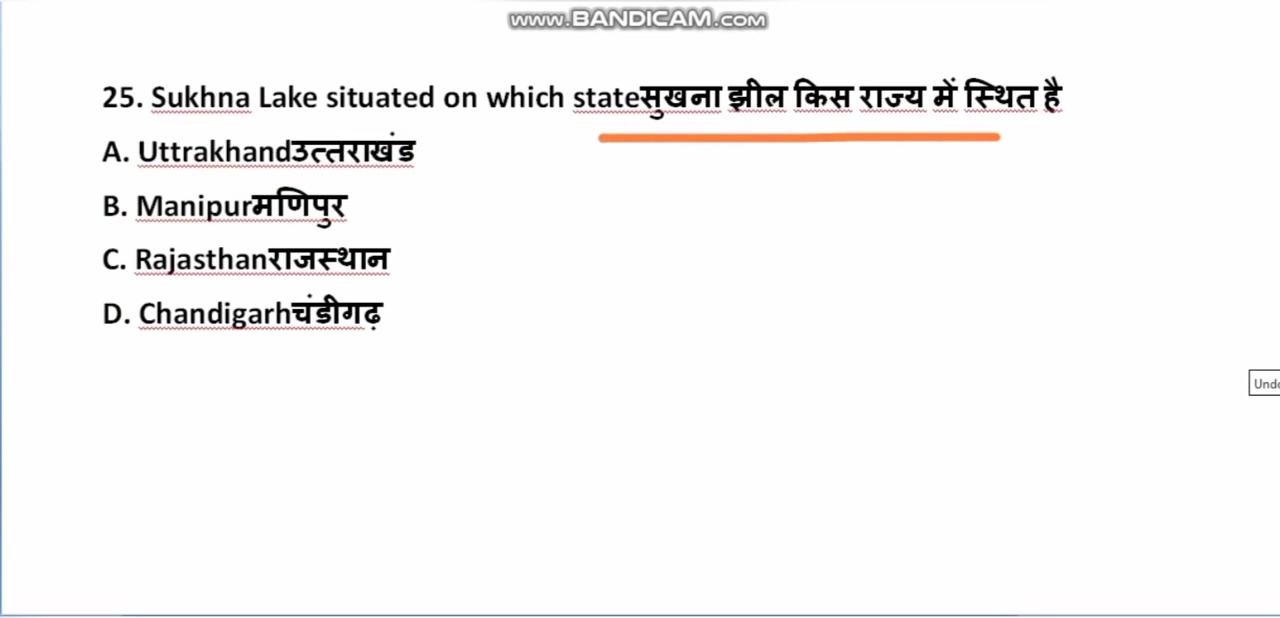 www.BANDICAM.com
25. Sukhna Lake situated on which stateसुखना झील किस राज्य में स्थित है
A. Uttrakhandउत्तराखंड
B. Manipurमणिपुर
C. Rajasthanराजस्थान
D. Chandigarhचंडीगढ़